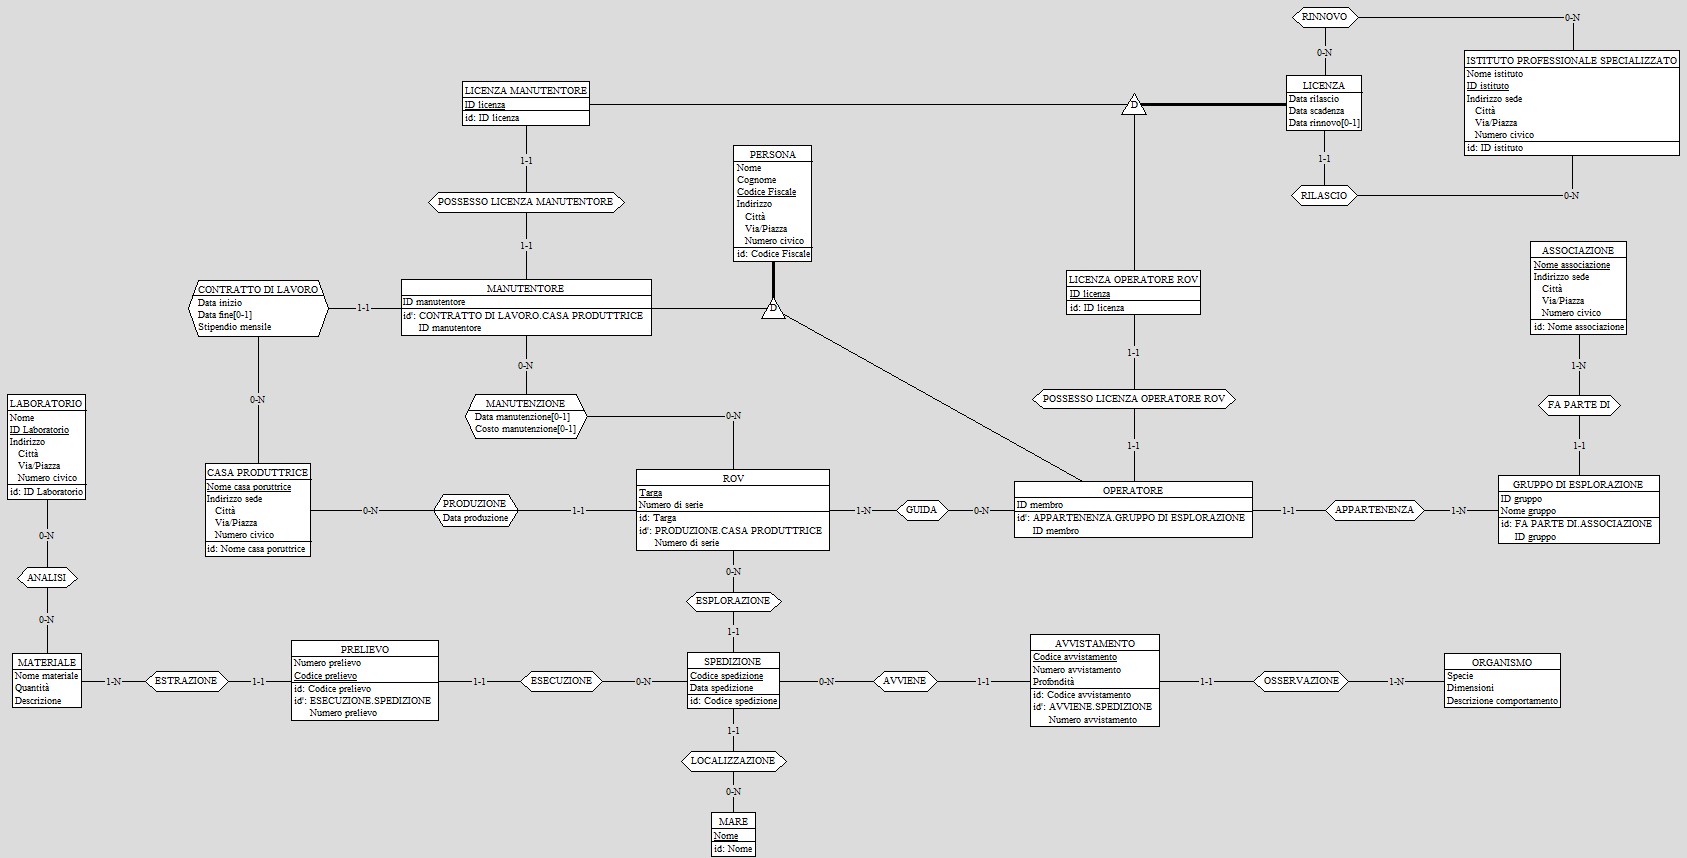 RINNOVO
0-N
0-N
ISTITUTO PROFESSIONALE SPECIALIZZATO
Nome istituto
ID istituto
Indirizzo sede
Città
Via/Piazza
Numero civico
id: ID istituto
LICENZA
Data rilascio
Data scadenza
Data rinnovo[0-1]
1-1
RILASCIO
0-N
LICENZA MANUTENTORE
ID licenza
id: ID licenza
D
1-1
POSSESSO LICENZA MANUTENTORE
1-1
PERSONA
Nome
Cognome
Codice Fiscale
Indirizzo
Città
Via/Piazza
Numero civico
id: Codice Fiscale
D
LICENZA OPERATORE ROV
ID licenza
id: ID licenza
1-1
POSSESSO LICENZA OPERATORE ROV
1-1
ASSOCIAZIONE
Nome associazione
Indirizzo sede
Città
Via/Piazza
Numero civico
id: Nome associazione
1-N
FA PARTE DI
1-1
CONTRATTO DI LAVORO
Data inizio
Data fine[0-1]
Stipendio mensile
1-1
MANUTENTORE
ID manutentore
id': CONTRATTO DI LAVORO.CASA PRODUTTRICE
ID manutentore
0-N
0-N
MANUTENZIONE
Data manutenzione[0-1]
Costo manutenzione[0-1]
0-N
LABORATORIO
Nome
ID Laboratorio
Indirizzo
Città
Via/Piazza
Numero civico
id: ID Laboratorio
0-N
ANALISI
0-N
CASA PRODUTTRICE
Nome casa poruttrice
Indirizzo sede
Città
Via/Piazza
Numero civico
id: Nome casa poruttrice
0-N
PRODUZIONE
Data produzione
1-1
ROV
Targa
Numero di serie
id: Targa
id': PRODUZIONE.CASA PRODUTTRICE
Numero di serie
1-N
GUIDA
0-N
OPERATORE
ID membro
id': APPARTENENZA.GRUPPO DI ESPLORAZIONE
ID membro
1-1
APPARTENENZA
1-N
GRUPPO DI ESPLORAZIONE
ID gruppo
Nome gruppo
id: FA PARTE DI.ASSOCIAZIONE
ID gruppo
0-N
ESPLORAZIONE
1-1
MATERIALE
Nome materiale
Quantità
Descrizione
1-N
ESTRAZIONE
1-1
PRELIEVO
Numero prelievo
Codice prelievo
id: Codice prelievo
id': ESECUZIONE.SPEDIZIONE
Numero prelievo
1-1
ESECUZIONE
0-N
SPEDIZIONE
Codice spedizione
Data spedizione
id: Codice spedizione
0-N
AVVIENE
1-1
AVVISTAMENTO
Codice avvistamento
Numero avvistamento
Profondità
id: Codice avvistamento
id': AVVIENE.SPEDIZIONE
Numero avvistamento
1-1
OSSERVAZIONE
1-N
ORGANISMO
Specie
Dimensioni
Descrizione comportamento
1-1
LOCALIZZAZIONE
0-N
MARE
Nome
id: Nome